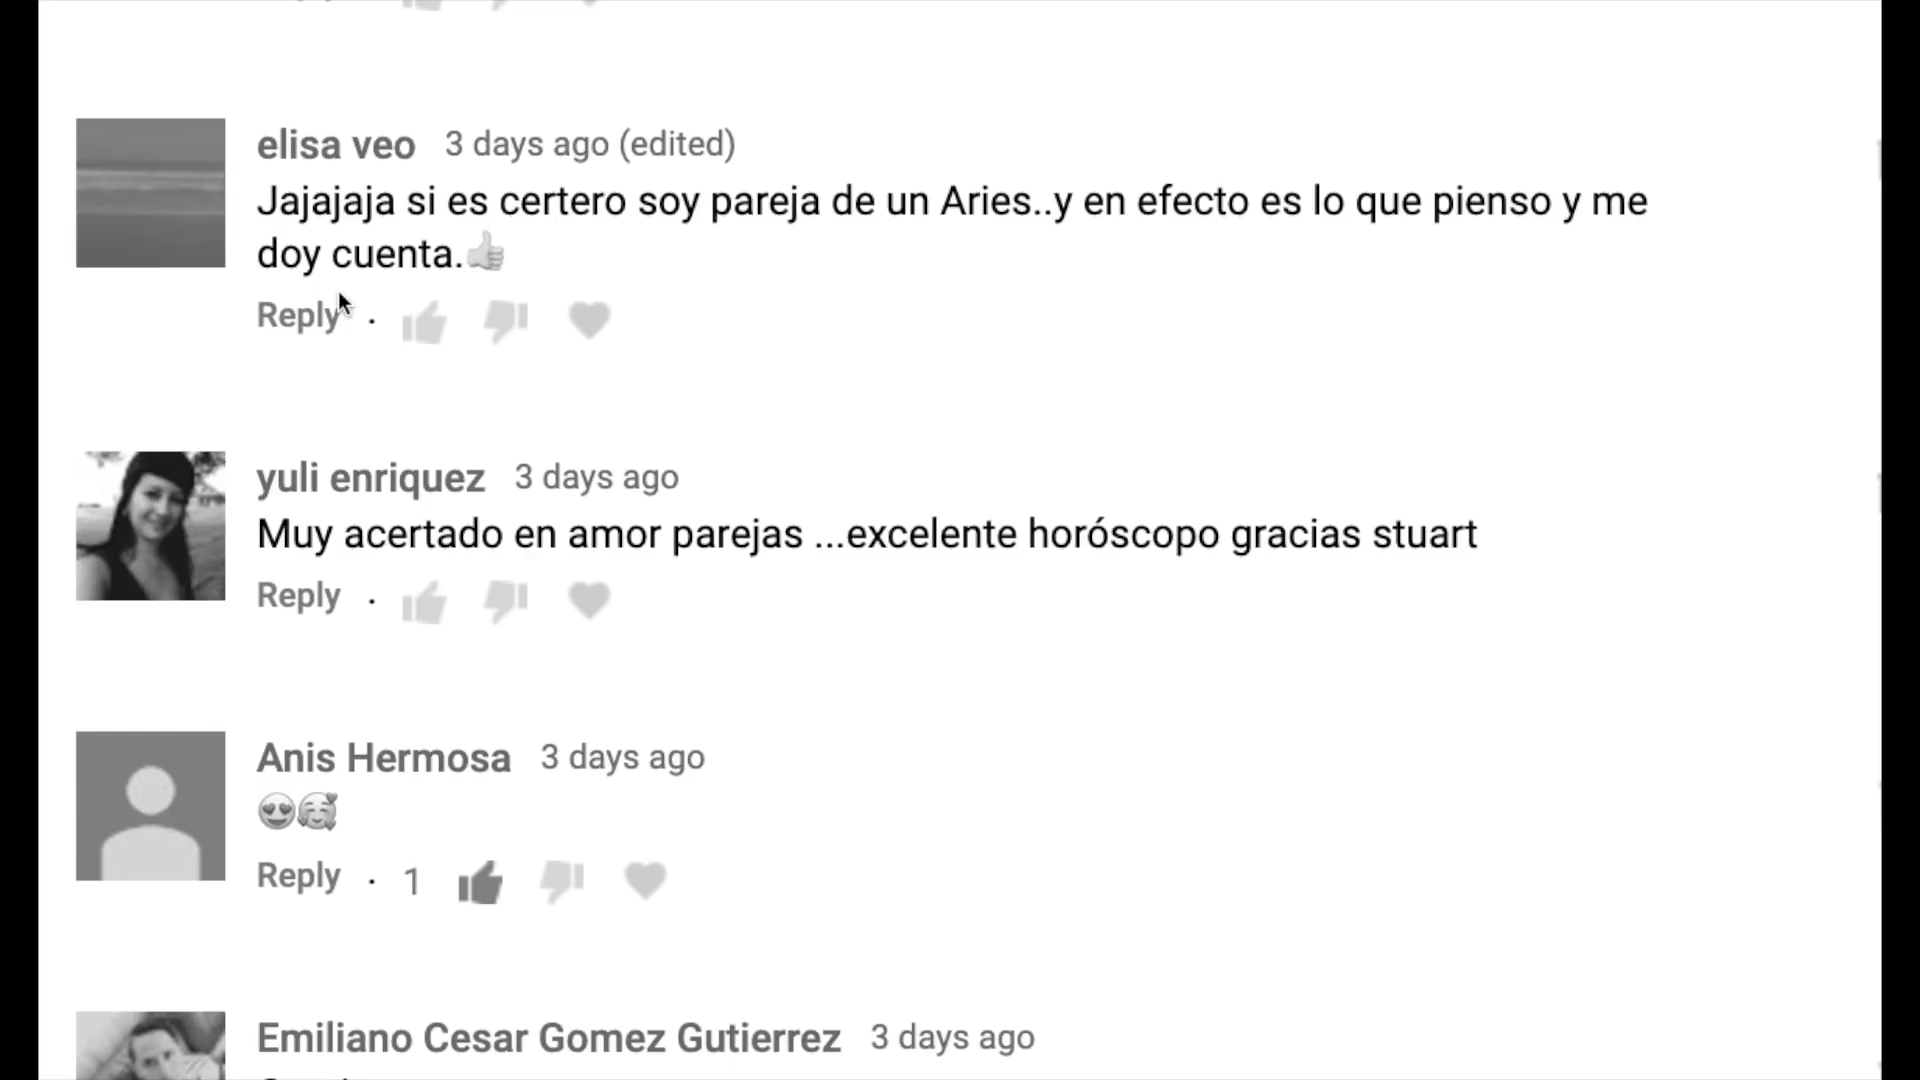 elisa veo 3 days ago (edited)
Jajajaja si es certero soy pareja de un Aries..y en efecto es lo que pienso y me
doy cuenta.👍
Reply ·
yuli enriquez 3 days ago
Muy acertado en amor parejas ...excelente horóscopo gracias stuart
Reply ·
Anis Hermosa 3 days ago
😍🥰
Reply · 1
Emiliano Cesar Gomez Gutierrez 3 days ago